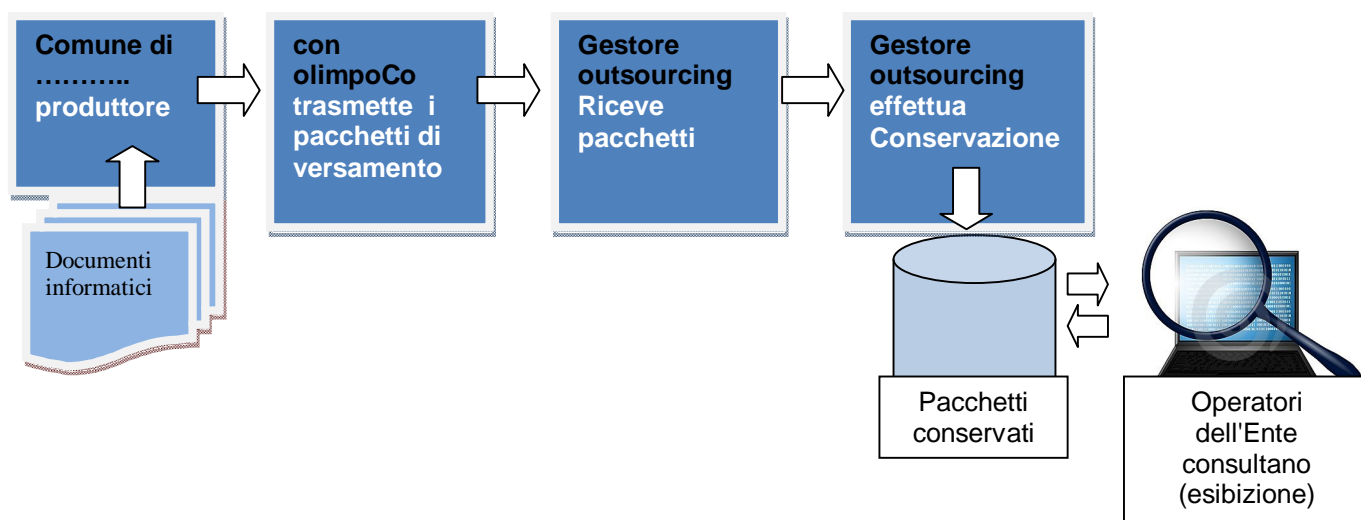 Comune di
………..
produttore
con
olimpoCo
trasmette i
pacchetti di
versamento
Gestore
outsourcing
Riceve
pacchetti
Gestore
outsourcing
effettua
Conservazione
Documenti
informatici
Pacchetti
conservati
Operatori
dell'Ente
consultano
(esibizione)